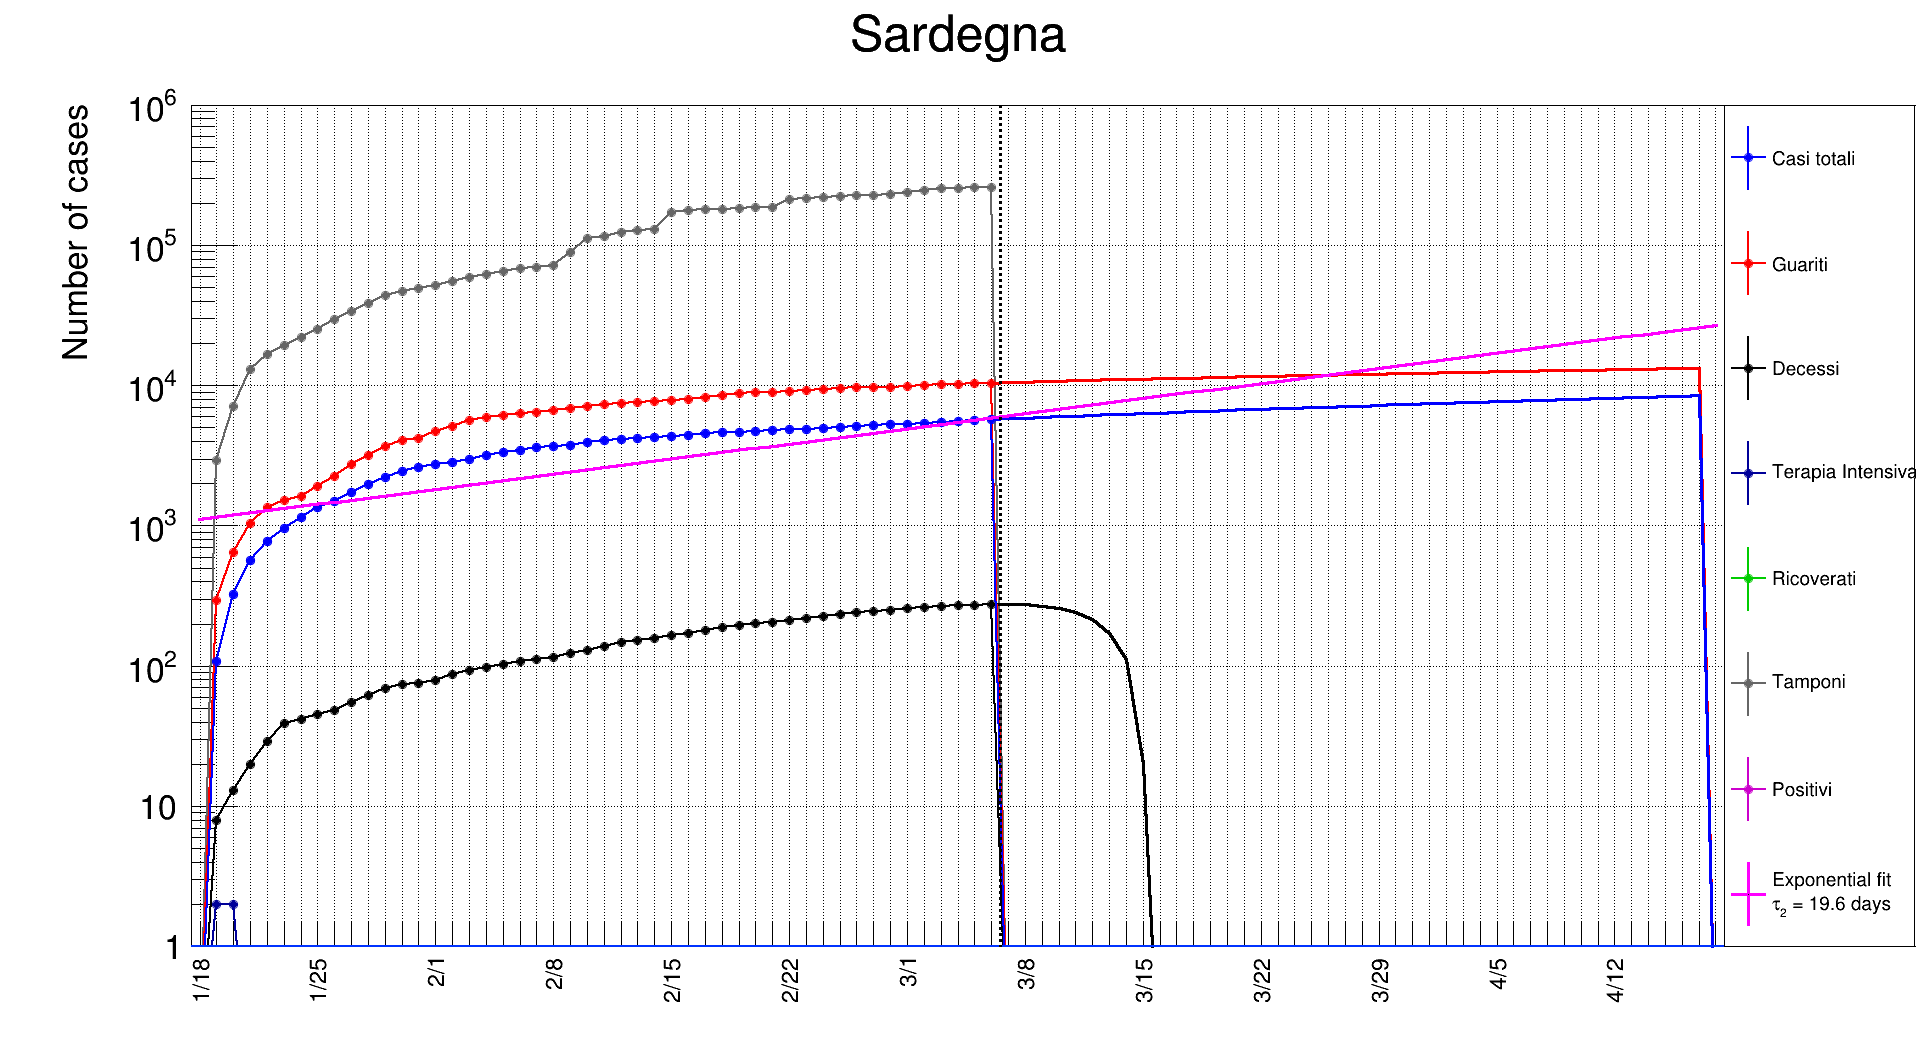 Sardegna
Number of cases
10^6
10^5
10^4
10^3
10^2
10
1
1/18
1/25
2/1
2/8
2/15
2/22
3/1
3/8
3/15
3/22
3/29
4/5
4/12
Casi totali
Guariti
Decessi
Terapia Intensiva
Ricoverati
Tamponi
Positivi
Exponential fit
τ_2 = 19.6 days